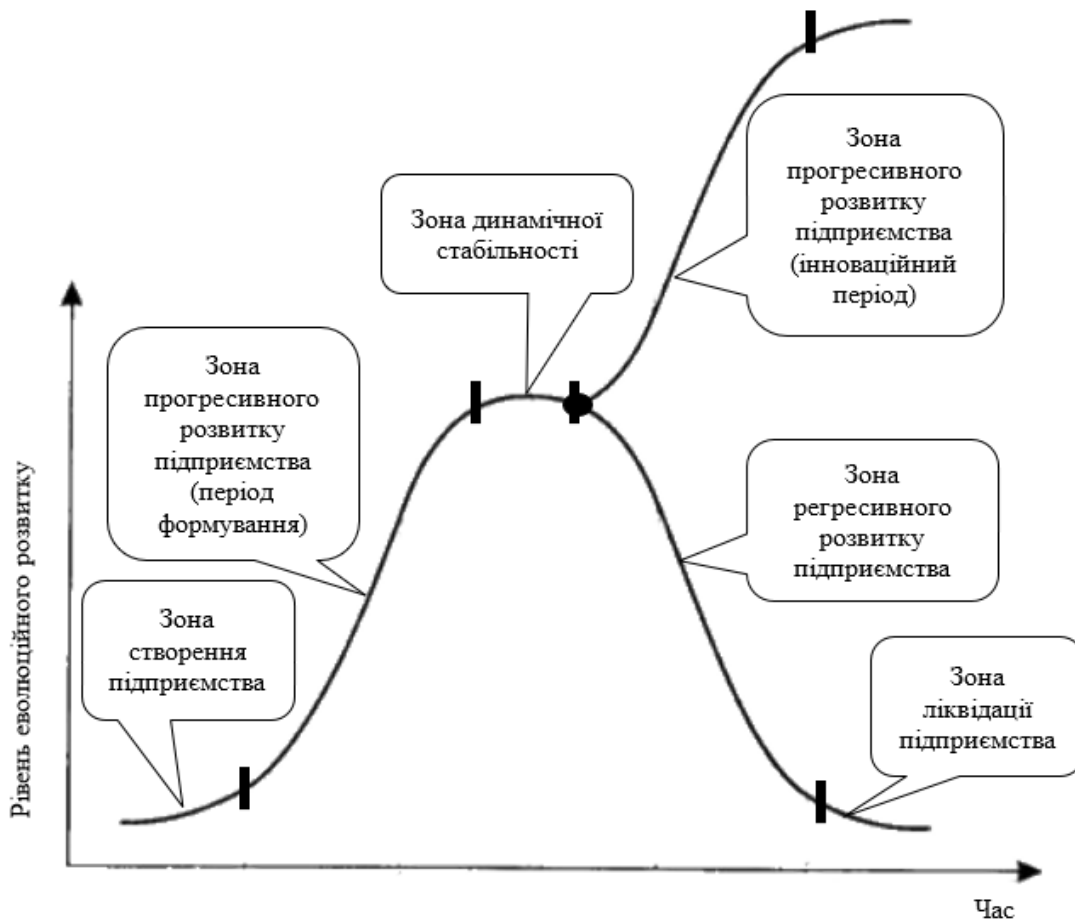 Зона
прогресивного
розвитку
підприємства
(інноваційний
період)
Зона динамічної
стабільності
Зона
прогресивного
розвитку
підприємства
(період
формування)
Зона
регресивного
розвитку
підприємства
Зона
створення
підприємства
Зона
ліквідації
підприємства
Рівень еволюційного розвитку
Час